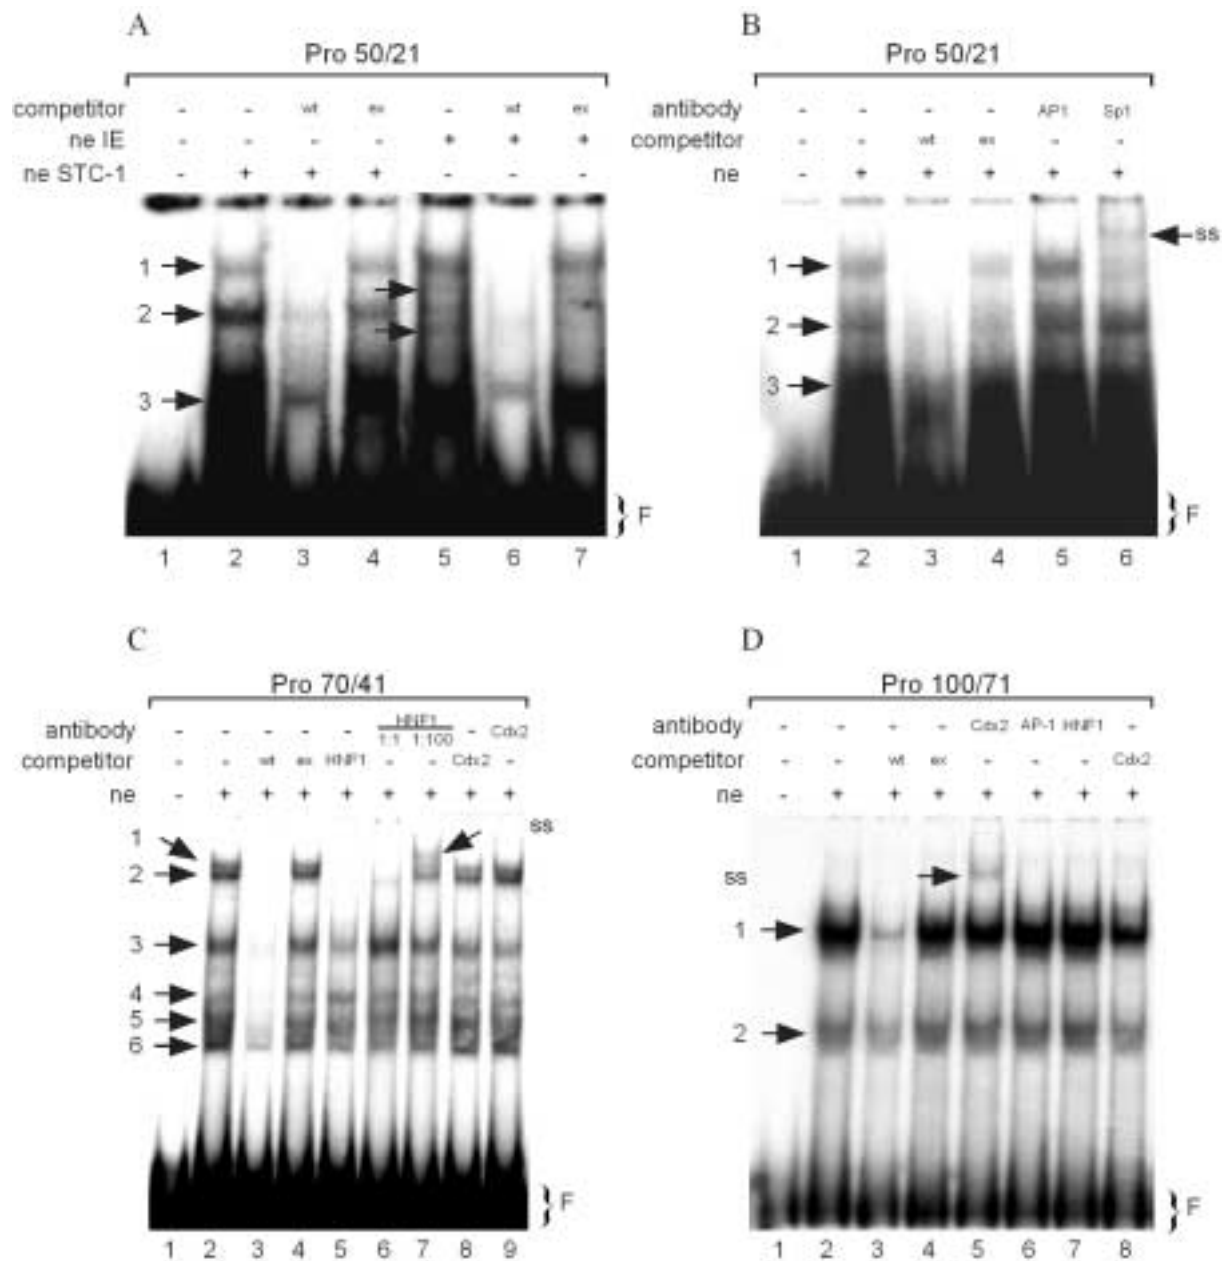 A
Pro 50/21
competitor - - wt ex - wt ex
ne IE - - - - + + +
ne STC-1 - + + + - - -
1
2
3
F
1 2 3 4 5 6 7
B
Pro 50/21
antibody - - - - AP1 Sp1
competitor - - wt ex - -
ne - + + + + +
ss
1
2
3
F
1 2 3 4 5 6
C
Pro 70/41
HNF1
antibody - - - - - 1:1 1:100 - Cdx2
competitor - - wt ex HNF1 - - Cdx2 -
ne - + + + + + + + +
ss
1
2
3
4
5
6
F
1 2 3 4 5 6 7 8 9
D
Pro 100/71
antibody - - - - Cdx2 AP-1 HNF1 -
competitor - - wt ex - - - Cdx2
ne - + + + + + + +
ss
1
2
F
1 2 3 4 5 6 7 8